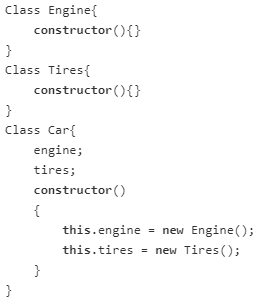 Class Engine{
    constructor(){}
}
Class Tires{
    constructor(){}
}
Class Car{
    engine;
    tires;
    constructor()
    {
        this.engine = new Engine();
        this.tires = new Tires();
    }
}